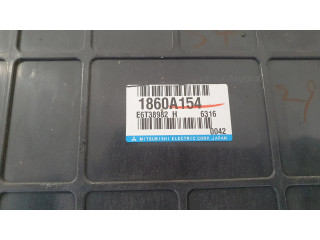 1860A154
E6T38982 H 6316
0042
MITSUBISHI ELECTRIC CORP. JAPAN